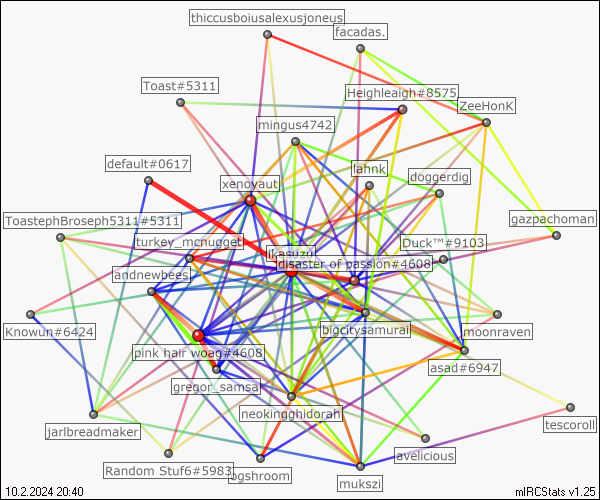 thiccusboiusalexusjoneus
facadas.
Toast#5311
Heighleaigh#8575
ZeeHonK
mingus4742
default#0617
lahnk
xenoyaut
doggerdig
ToastephBroseph5311#5311
gazpachoman
turkey_mcnugget
Duck™#9103
ikasuzu
disaster of passion#4608
andnewbees
Knowun#6424
bigcitysamurai
moonraven
pink hair woag#4608
asad#6947
gregor_samsa
neokingghidorah
jarlbreadmaker
tescoroll
avelicious
Random Stuf6#5983
ogshroom
mukszi
10.2.2024 20:40
mIRCStats v1.25